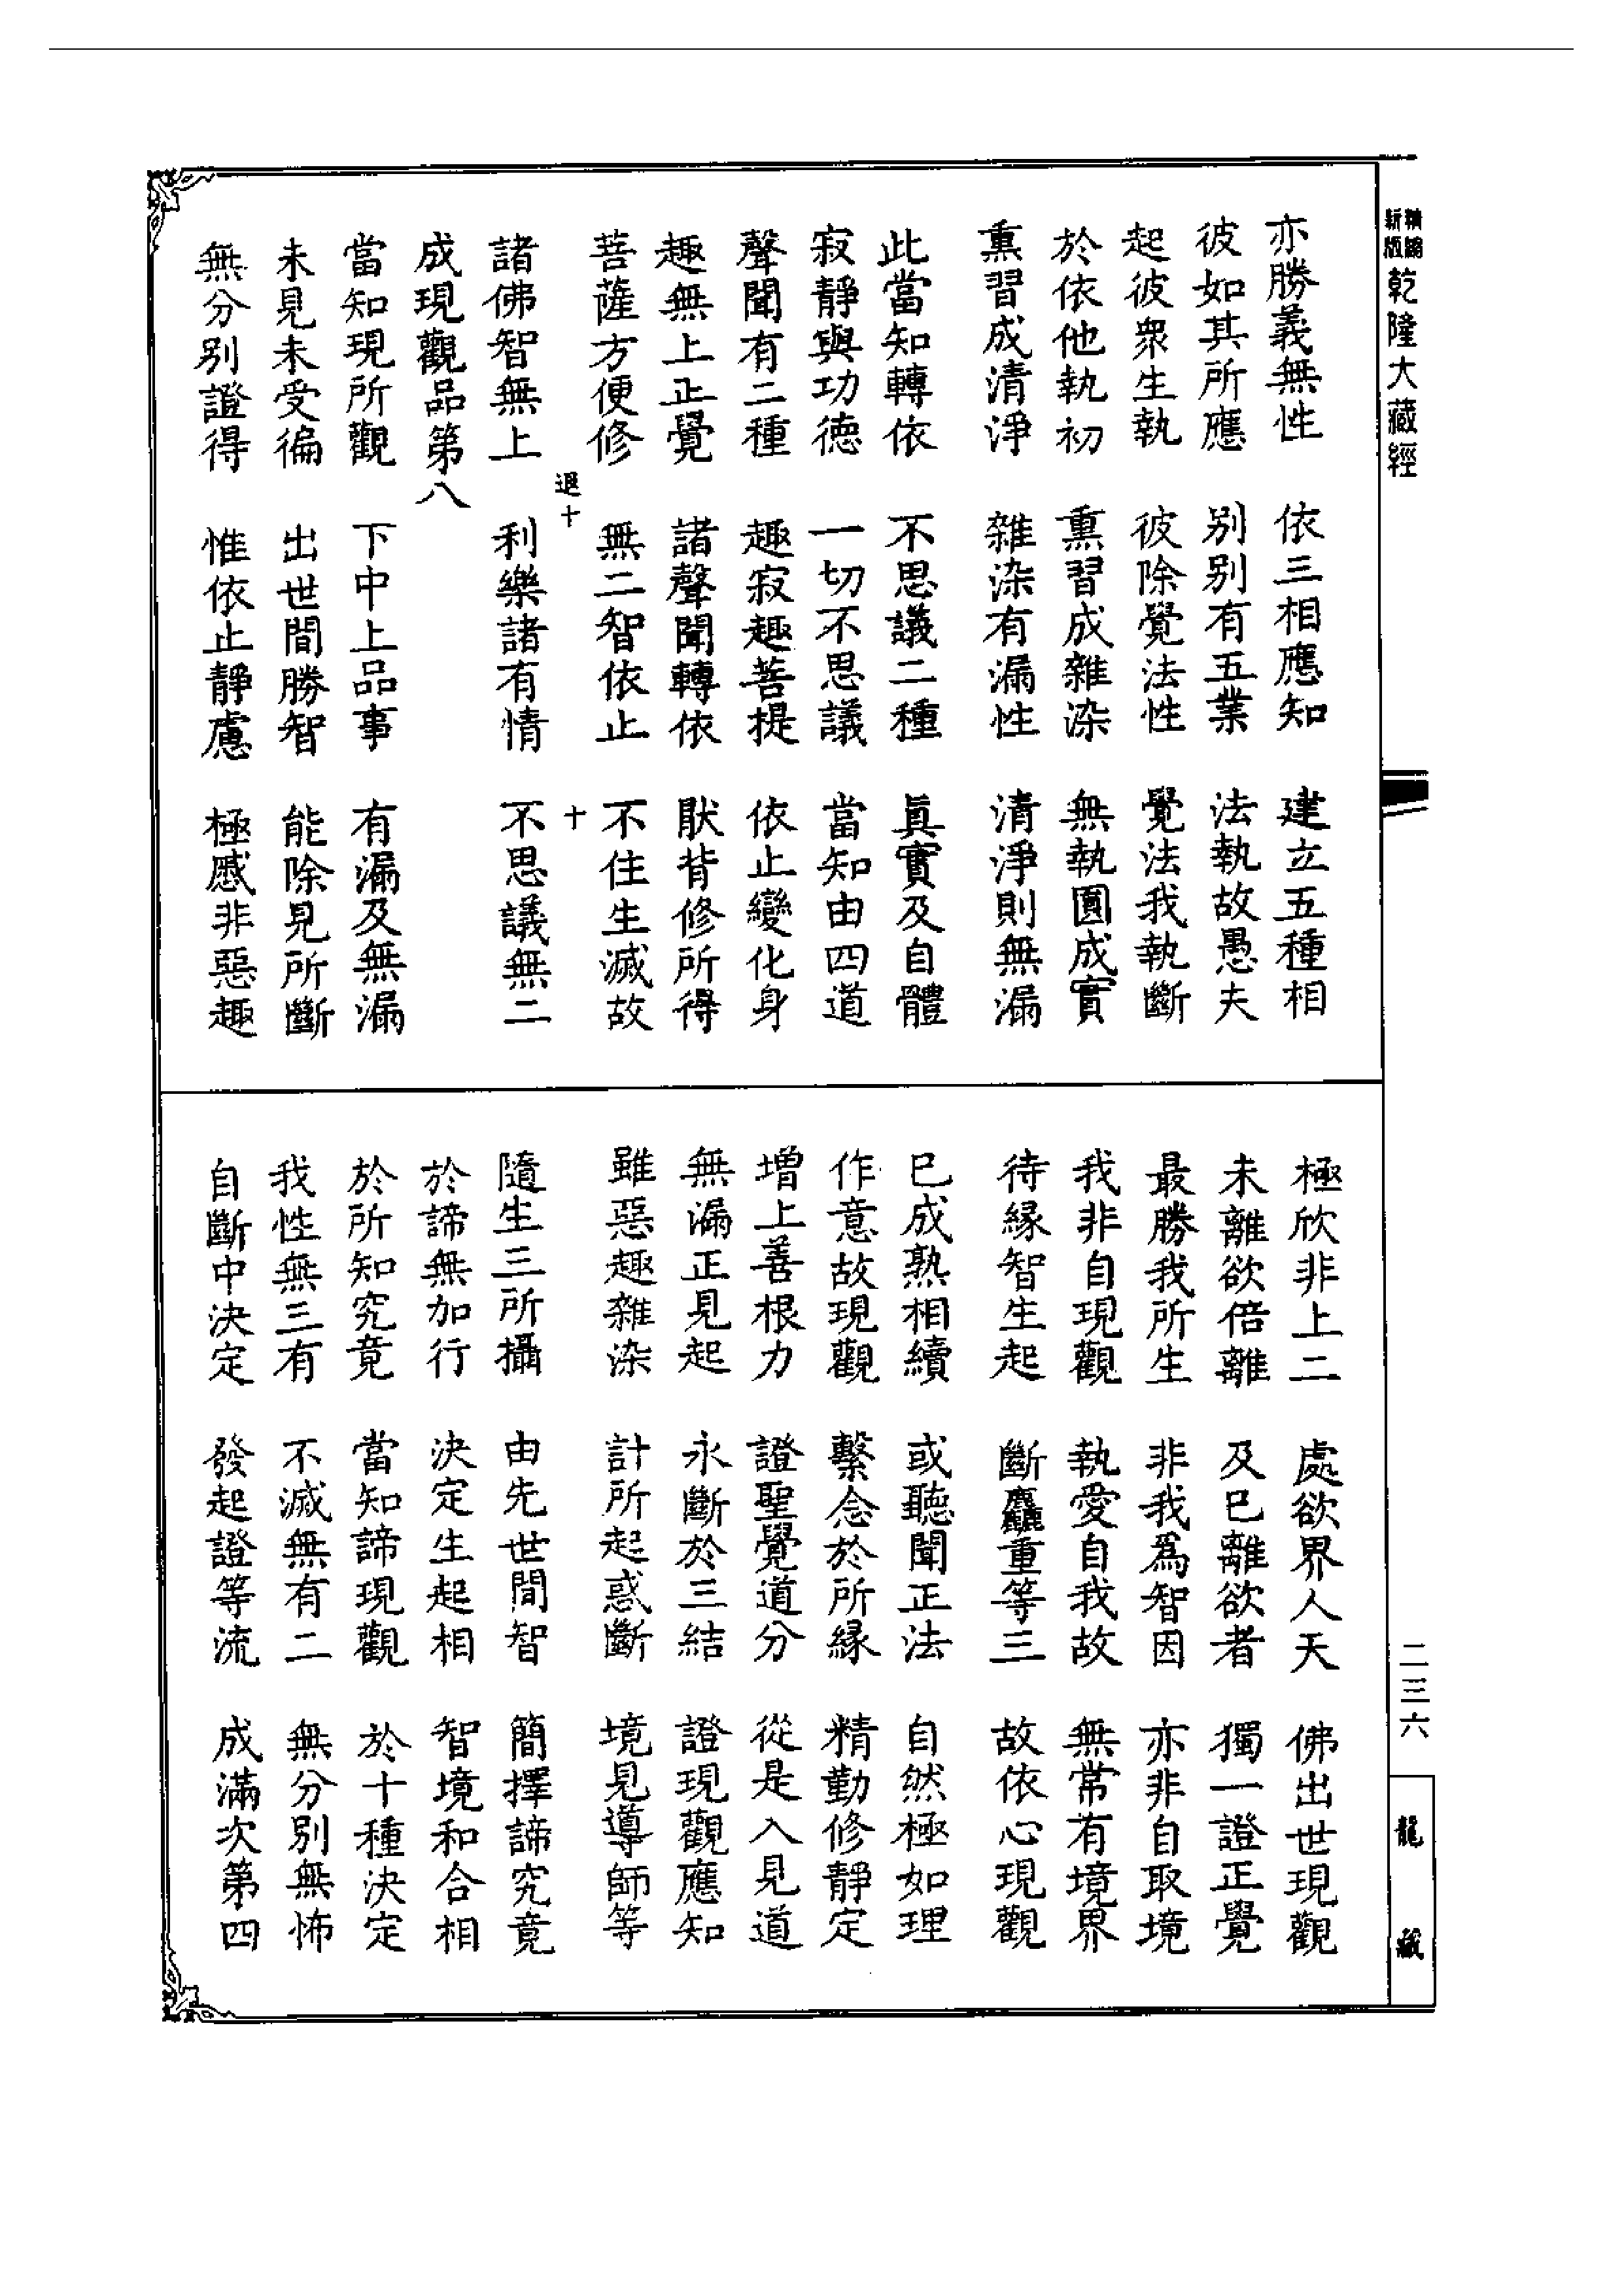 精縮新版乾隆大藏經
亦勝義無性 依三相應知 建立五種相
彼如其所應 别别有五業 法執故愚夫
起彼衆生執 彼除覺法性 覺法我執斷
於依他執初 熏習成雜染 無執圓成實
熏習成清淨 雜染有漏性 清淨則無漏
此當知轉依 不思議二種 眞實及自體
寂靜與功德 一切不思議 當知由四道
聲聞有二種 趣寂趣菩提 依止變化身
趣無上正覺 諸聲聞轉依 猒背修所得
菩薩方便修 無二智依止 不住生滅故
退十 十
諸佛智無上 利樂諸有情 不思議無二
成現觀品第八
當知現所觀 下中上品事 有漏及無漏
未見未受徧 出世間勝智 能除見所斷
無分别證得 惟依止靜慮 極慼非惡趣
極欣非上二 處欲界人天 佛出世現觀
未離欲倍離 及已離欲者 獨一證正覺
最勝我所生 非我爲智因 亦非自取境
我非自現觀 執愛自我故 無常有境界
待緣智生起 斷麤重等三 故依心現觀
已成熟相續 或聽聞正法 自然極如理
作意故現觀 繫念於所緣 精勤修靜定
增上善根力 證聖覺道分 從是入見道
無漏正見起 永斷於三結 證現觀應知
雖惡趣雜染 計所起惑斷 境見導師等
隨生三所攝 由先世間智 簡擇諦究竟
於諦無加行 決定生起相 智境和合相
於所知究竟 當知諦現觀 於十種決定
我性無三有 不滅無有二 無分別無怖
自斷中決定 發起證等流 成滿次第四
二三六
龍藏